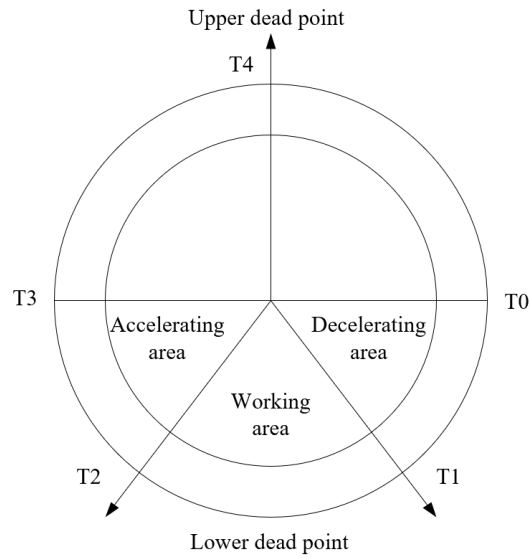 Upper dead point
T4
T3
T0
Accelerating
area
Decelerating
area
Working
area
T2
T1
Lower dead point